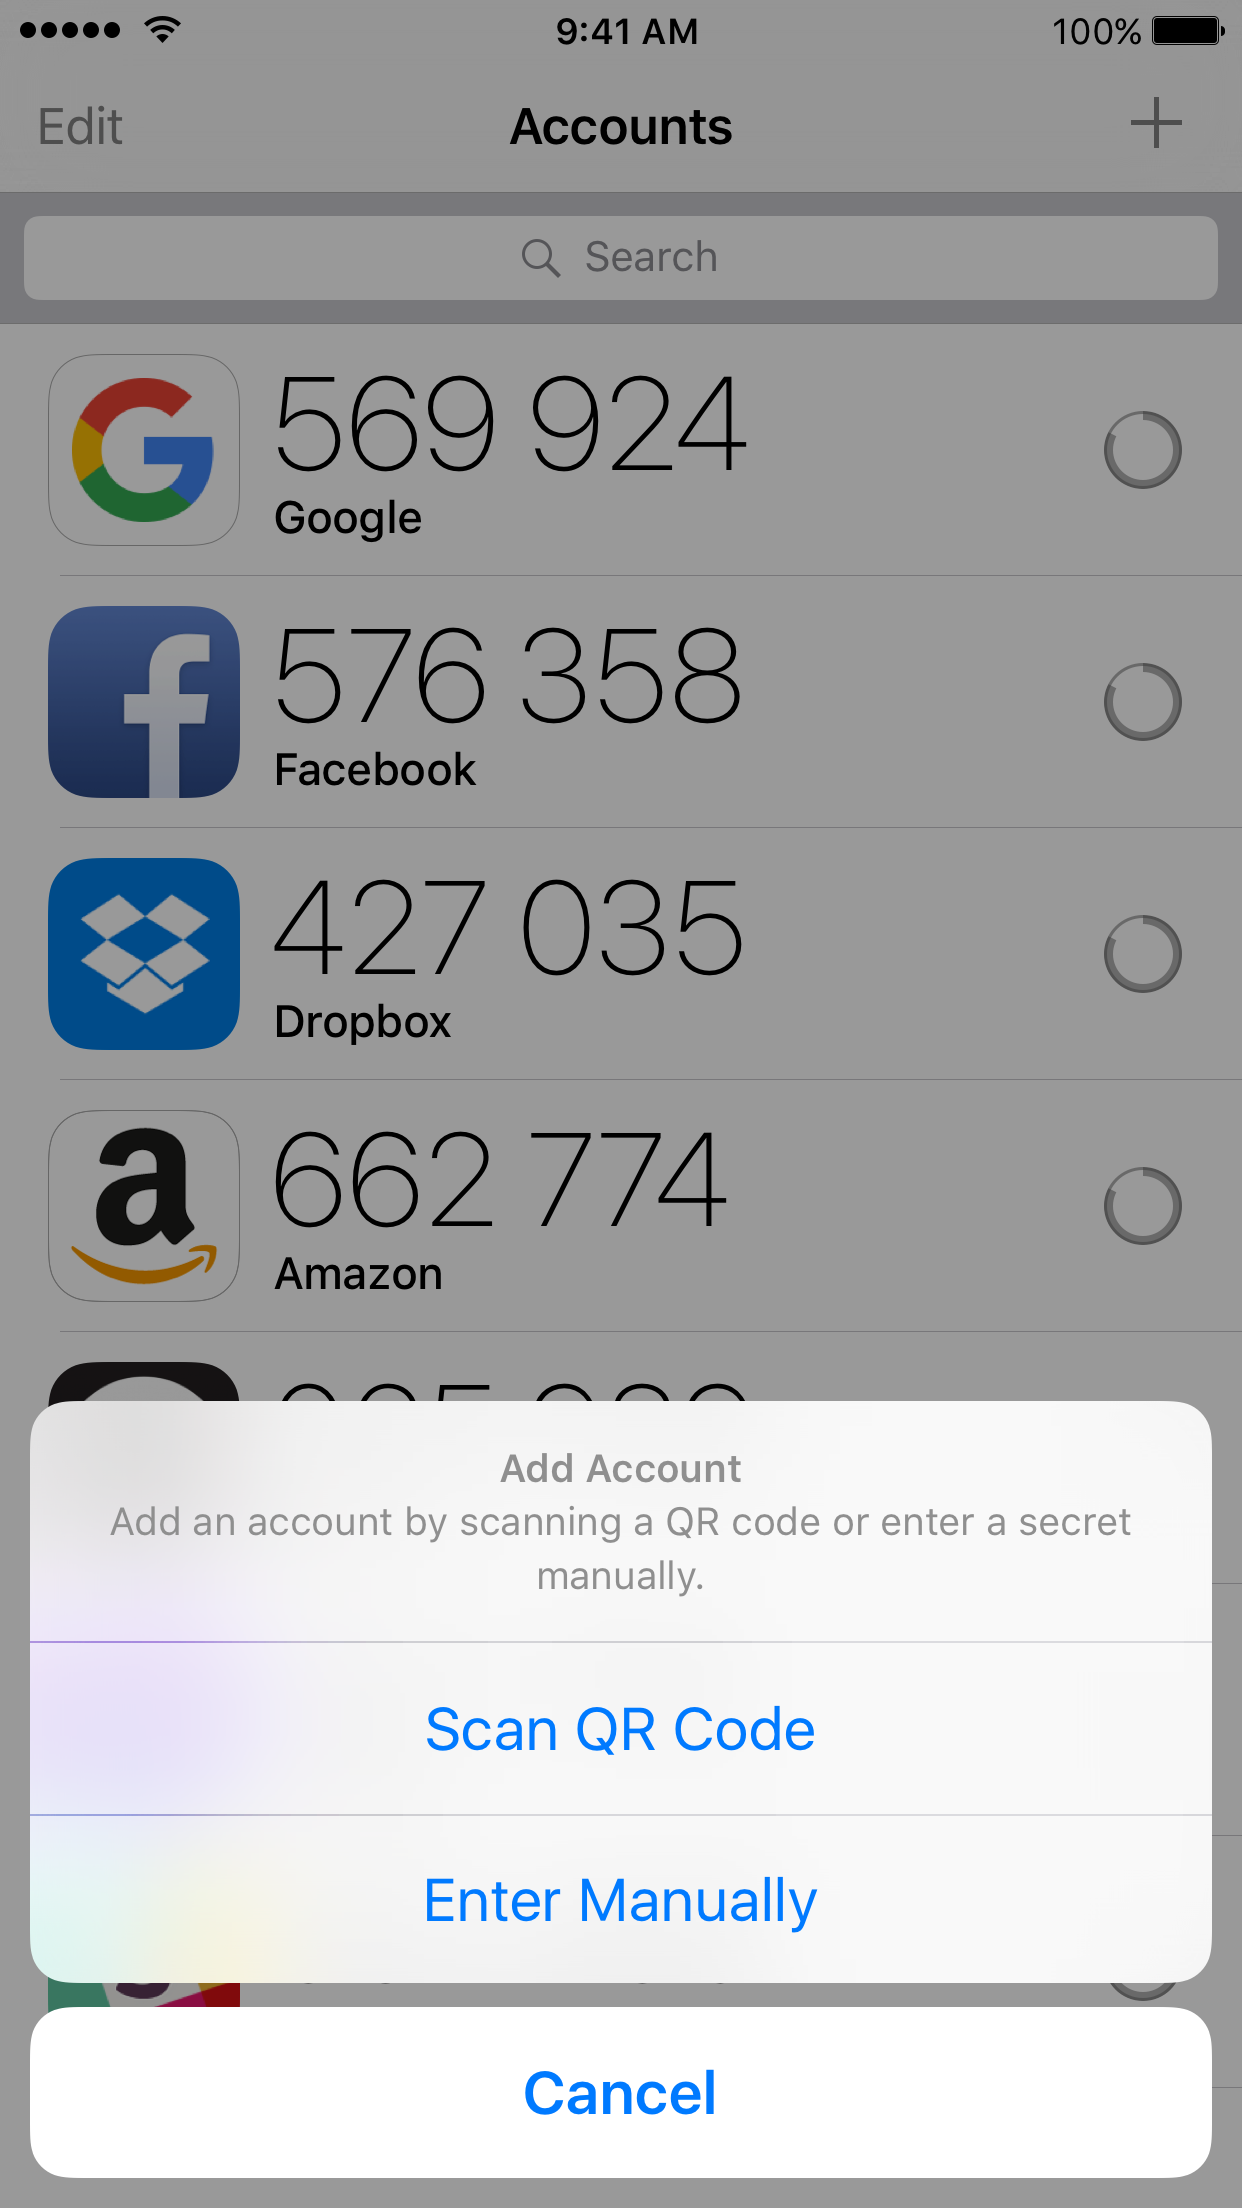 9:41 AM
100%
Edit
Accounts
Search
569 924
Google
576 358
Facebook
427 035
Dropbox
662 774
Amazon
Add Account
Add an account by scanning a QR code or enter a secret
manually.
Scan QR Code
Enter Manually
Cancel